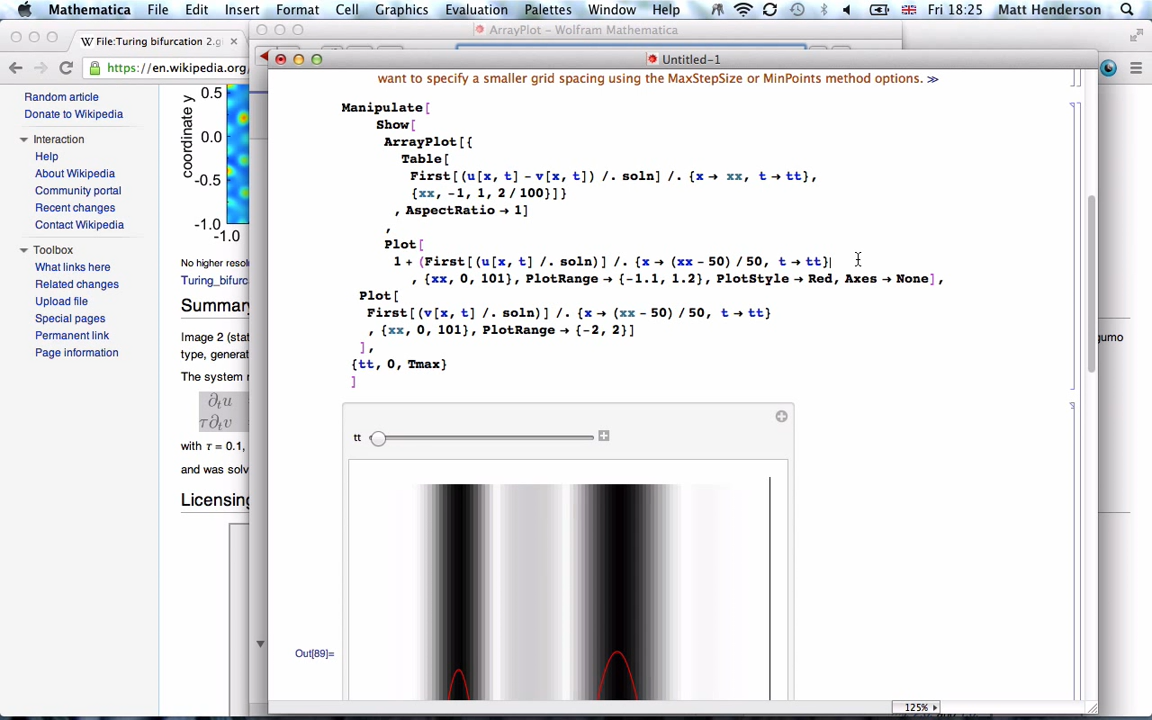 Mathematica File Edit Insert Format Cell Graphics Evaluation Palettes Window Help Fri 18:25 Matt Henderson
File:Turing bifurcation 2.g
ArrayPlot - Wolfram Mathematica
https://en.wikipedia.org/
Untitled-1
Random article
Donate to Wikipedia
Interaction
Help
About Wikipedia
Community portal
Recent changes
Contact Wikipedia
Toolbox
What links here
Related changes
Upload file
Special pages
Permanent link
Page information
coordinate y
0.5
0.0
-0.5
-1.0
-1.0
No higher resol
Turing_bifurc
Summar
Image 2 (stat
type, generat
The system r
∂ₜu
τ∂ₜv
with τ = 0.1,
and was solv
Licensing
gumo
want to specify a smaller grid spacing using the MaxStepSize or MinPoints method options. ≫
Manipulate[
Show[
ArrayPlot[{
Table[
First[(u[x, t] - v[x, t]) /. soln] /. {x → xx, t → tt},
{xx, -1, 1, 2 / 100}]}
, AspectRatio → 1]
,
Plot[
1 + (First[(u[x, t] /. soln)] /. {x → (xx - 50) / 50, t → tt}
, {xx, 0, 101}, PlotRange → {-1.1, 1.2}, PlotStyle → Red, Axes → None],
Plot[
First[(v[x, t] /. soln)] /. {x → (xx - 50) / 50, t → tt}
, {xx, 0, 101}, PlotRange → {-2, 2}]
],
{tt, 0, Tmax}
]
tt
Out[89]=
125%